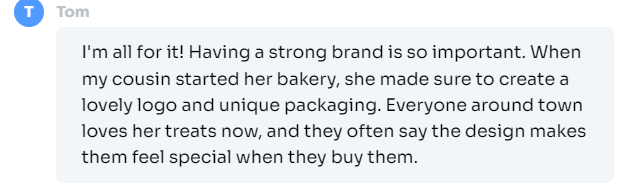 T Tom
I'm all for it! Having a strong brand is so important. When
my cousin started her bakery, she made sure to create a
lovely logo and unique packaging. Everyone around town
loves her treats now, and they often say the design makes
them feel special when they buy them.